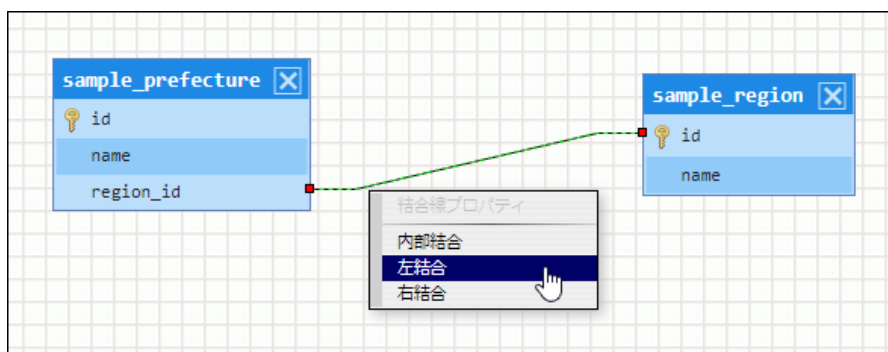 sample_prefecture
id
name
region_id
sample_region
id
name
結合線プロパティ
内部結合
左結合
右結合